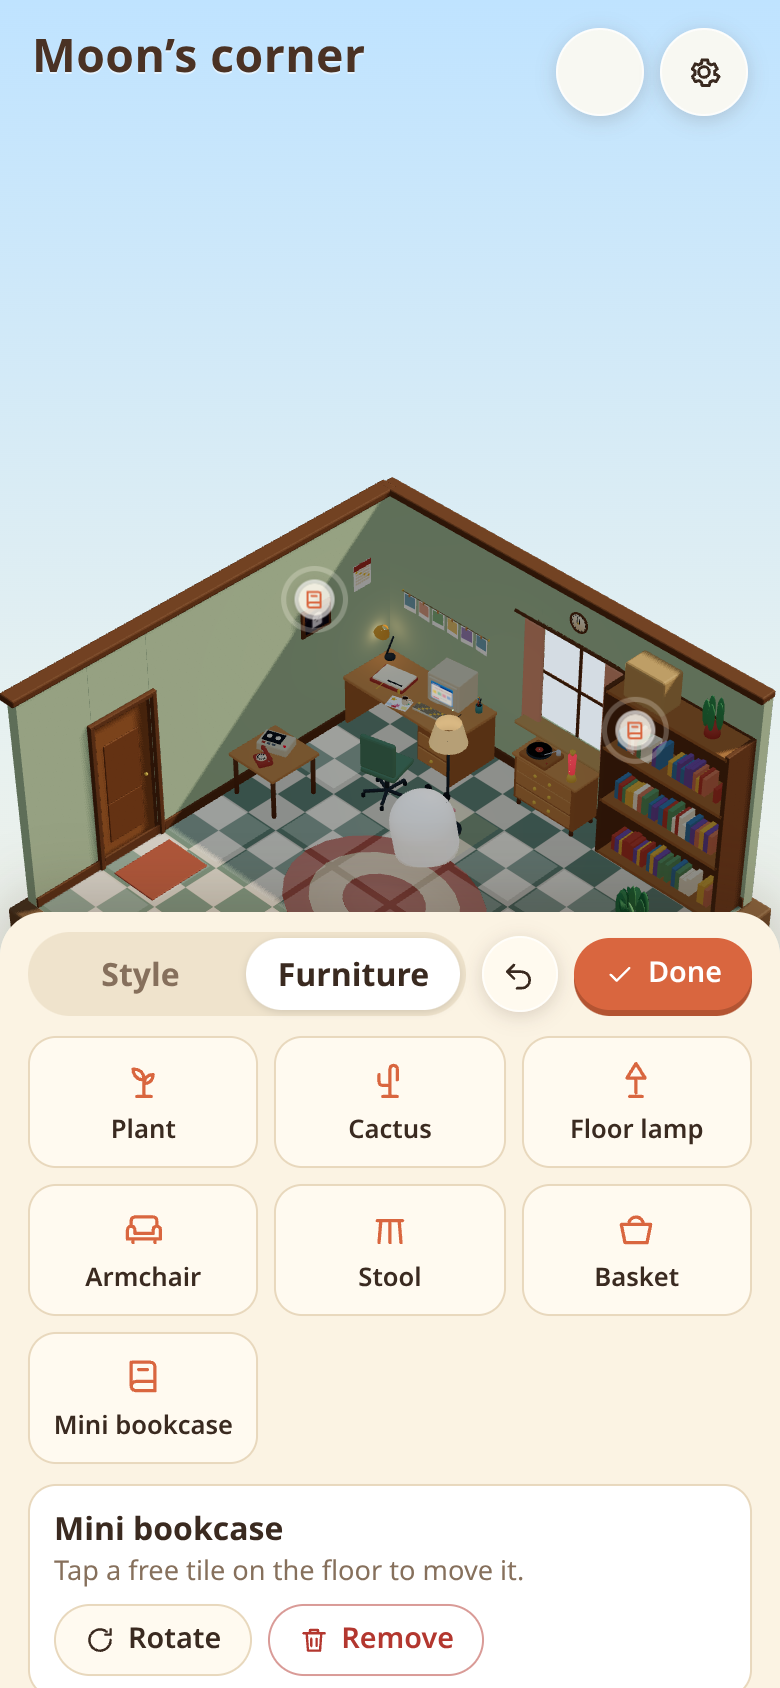 Moon’s corner
Style
Furniture
Done
Plant
Cactus
Floor lamp
Armchair
Stool
Basket
Mini bookcase
Mini bookcase
Tap a free tile on the floor to move it.
Rotate
Remove